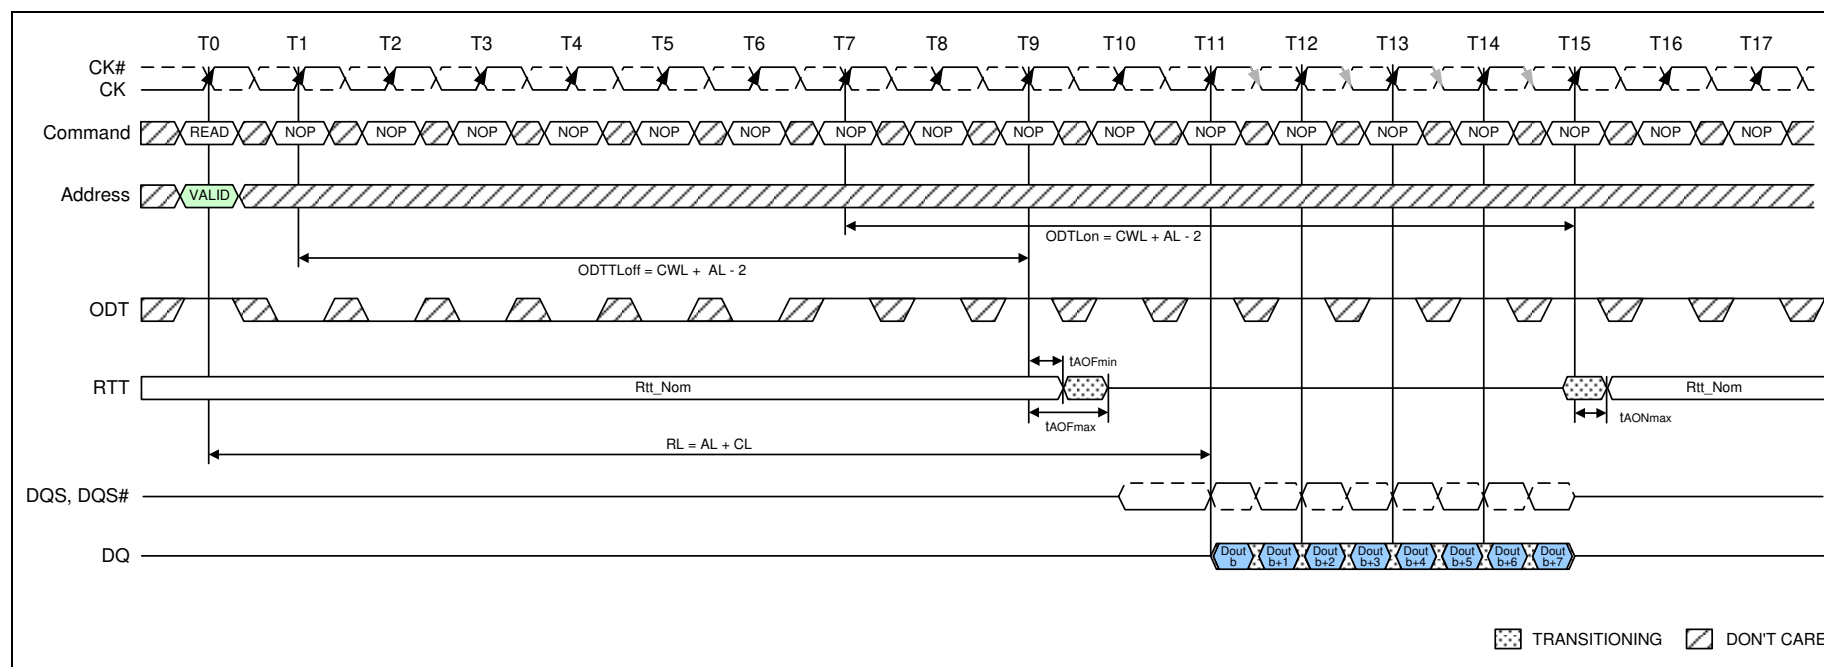 T0 T1 T2 T3 T4 T5 T6 T7 T8 T9 T10 T11 T12 T13 T14 T15 T16 T17
CK#
CK
Command READ NOP NOP NOP NOP NOP NOP NOP NOP NOP NOP NOP NOP NOP NOP NOP NOP NOP
Address VALID
ODTLon = CWL + AL - 2
ODTTLoff = CWL + AL - 2
ODT
tAOFmin
RTT Rtt_Nom Rtt_Nom
tAOFmax tAONmax
RL = AL + CL
DQS, DQS#
DQ Dout b Dout b+1 Dout b+2 Dout b+3 Dout b+4 Dout b+5 Dout b+6 Dout b+7
TRANSITIONING DON'T CARE